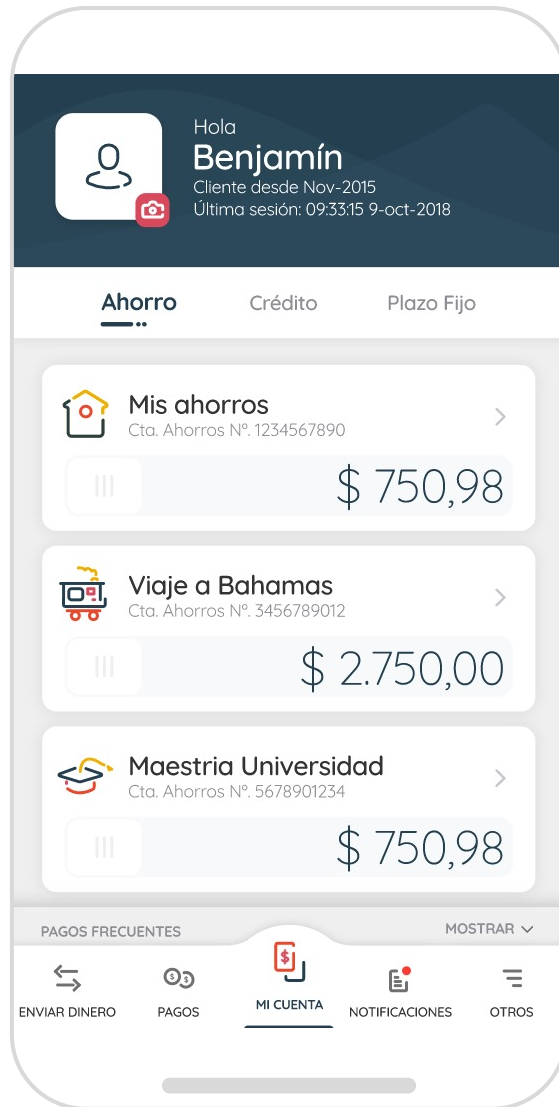 Hola
Benjamín
Cliente desde Nov-2015
Última sesión: 09:33:15 9-oct-2018
Ahorro Crédito Plazo Fijo
Mis ahorros
Cta. Ahorros Nº. 1234567890
$ 750,98
Viaje a Bahamas
Cta. Ahorros Nº. 3456789012
$ 2.750,00
Maestria Universidad
Cta. Ahorros Nº. 5678901234
$ 750,98
PAGOS FRECUENTES MOSTRAR
ENVIAR DINERO PAGOS MI CUENTA NOTIFICACIONES OTROS